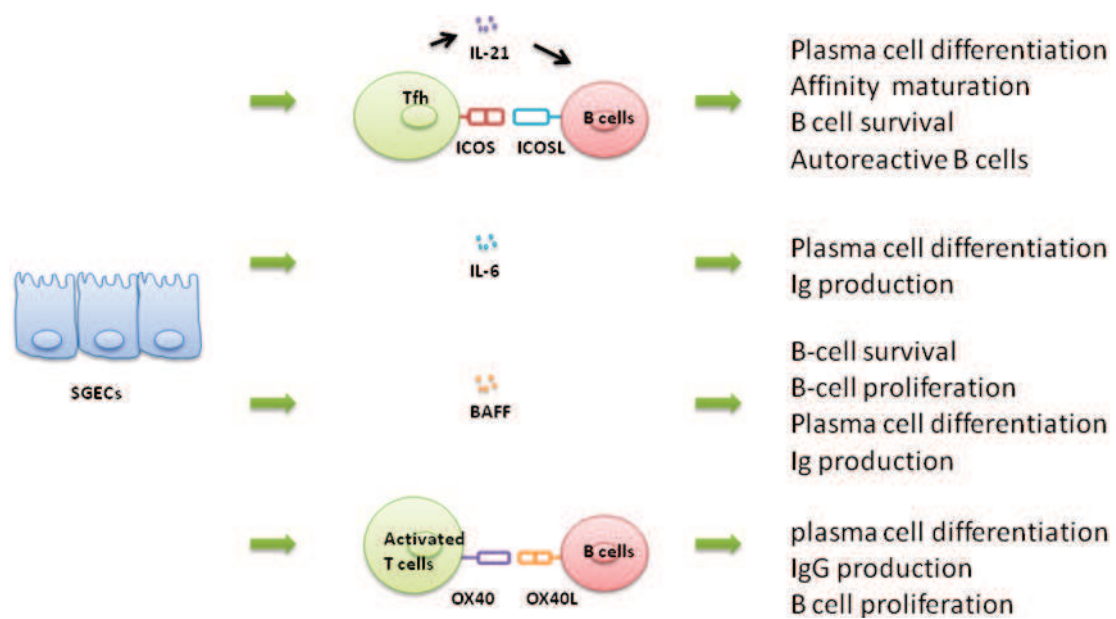 IL-21
Tfh
B cells
ICOS
ICOSL
Plasma cell differentiation
Affinity maturation
B cell survival
Autoreactive B cells
IL-6
Plasma cell differentiation
Ig production
SGECs
BAFF
B-cell survival
B-cell proliferation
Plasma cell differentiation
Ig production
Activated
T cells
B cells
OX40
OX40L
plasma cell differentiation
IgG production
B cell proliferation